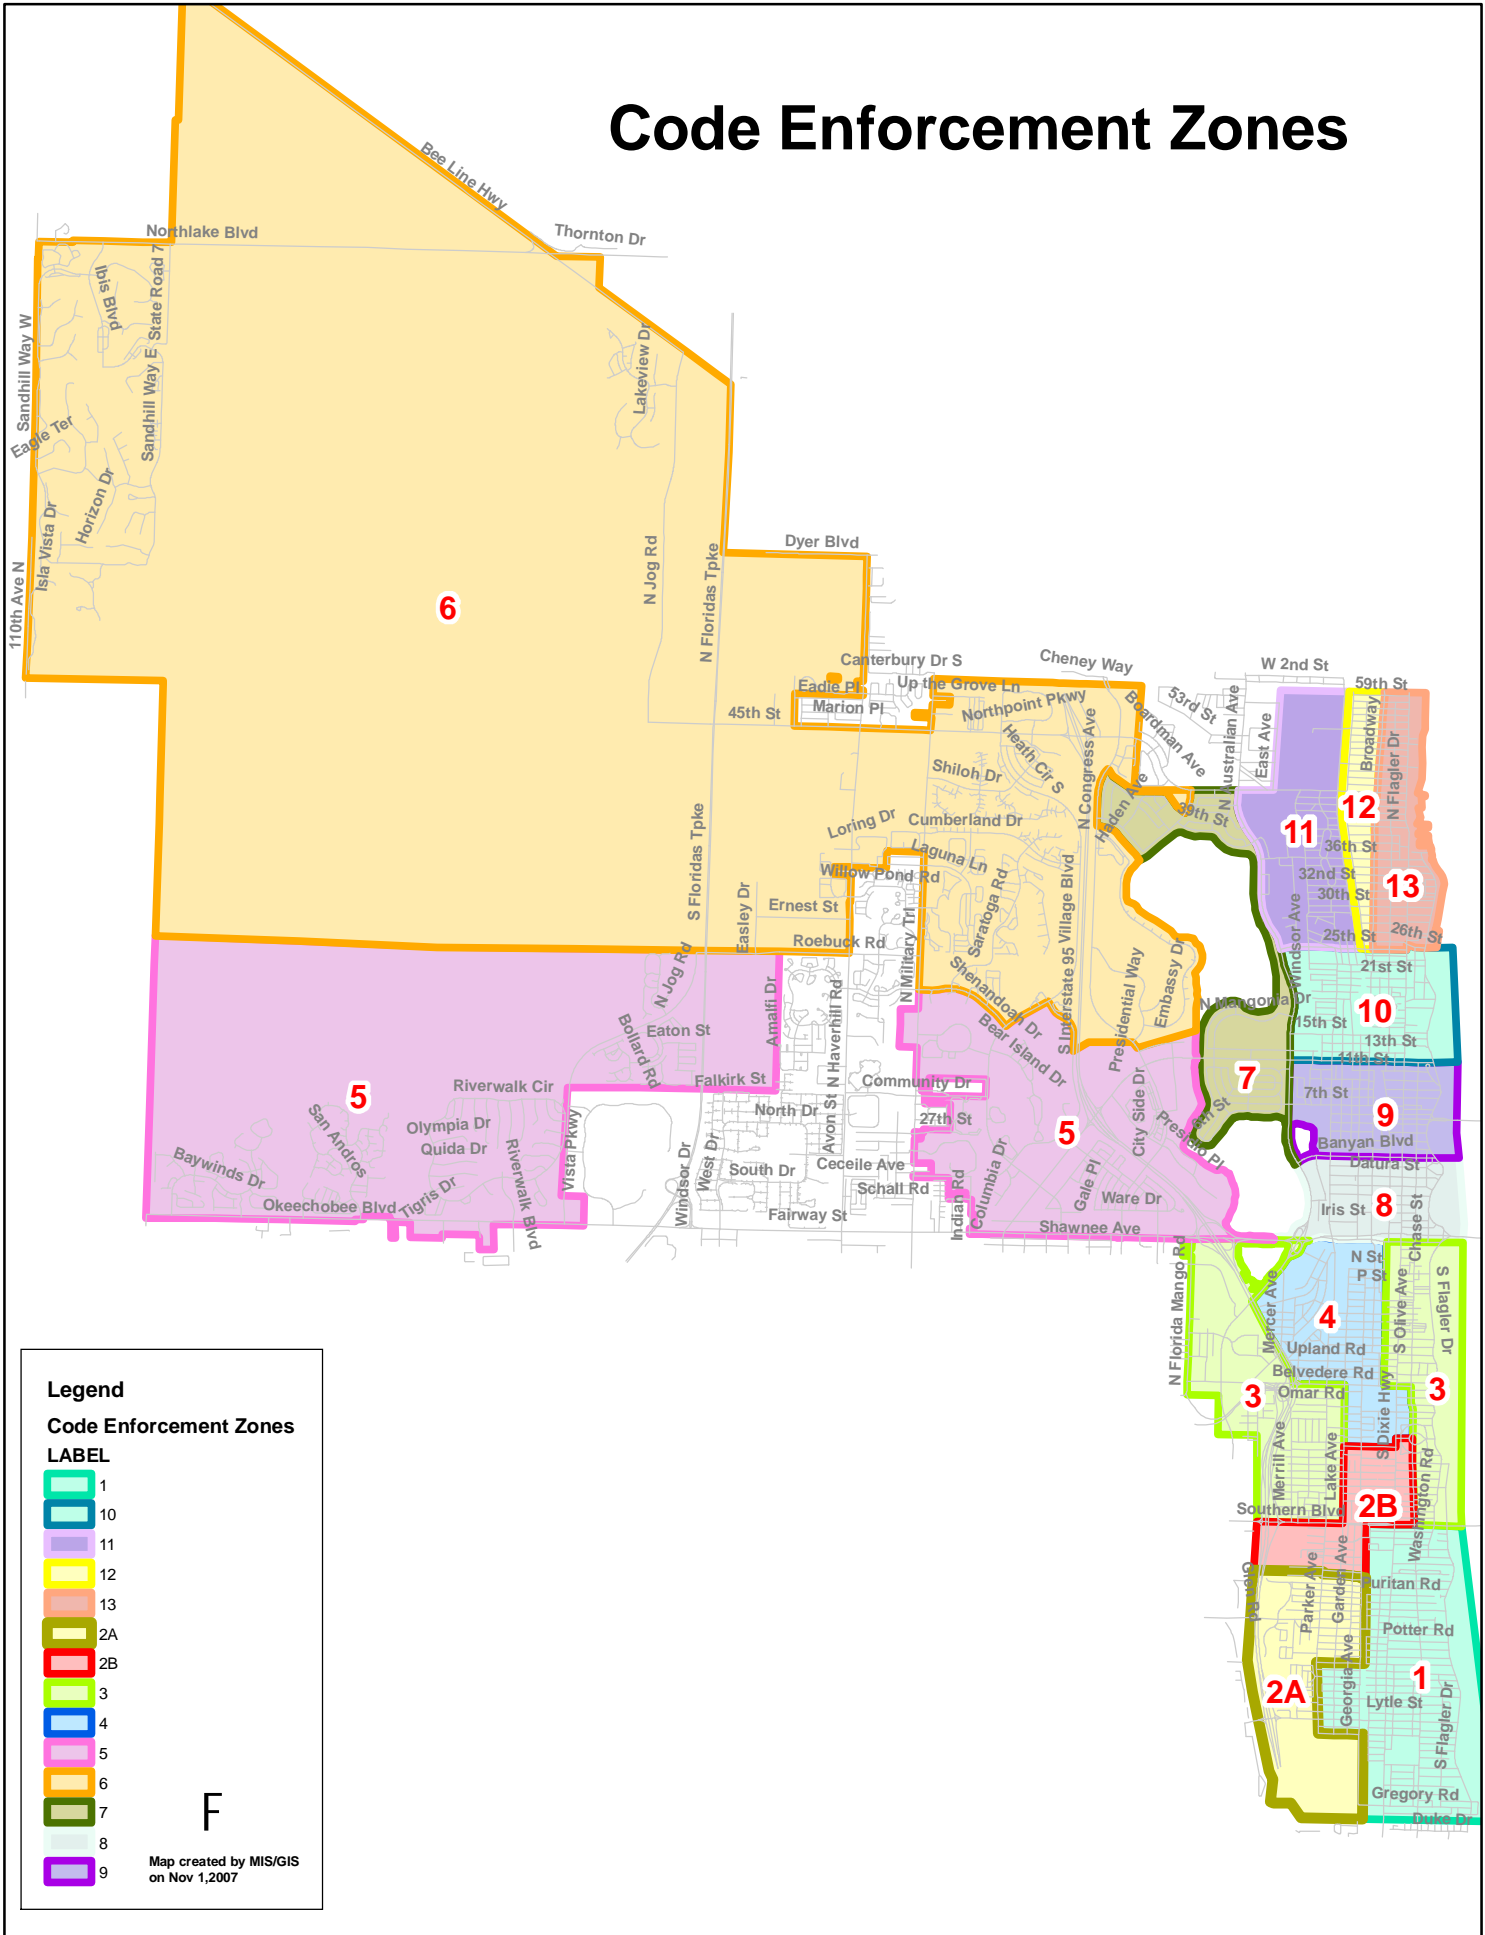 Code Enforcement Zones
Bee Line Hwy
Thornton Dr
Northlake Blvd
Ibis Blvd
State Road 7
Sandhill Way W
Sandhill Way E
Lakeview Dr
Eagle Ter
Horizon Dr
Isla Vista Dr
110th Ave N
N Jog Rd
N Floridas Tpke
Dyer Blvd
6
Canterbury Dr S
Cheney Way
W 2nd St
Eadie Pl
Up the Grove Ln
Marion Pl
Northpoint Pkwy
45th St
Boardman Ave
53rd St
N Australian Ave
East Ave
59th St
Broadway
N Flagler Dr
Heath Cir S
N Congress Ave
Shiloh Dr
Haden Ave
39th St
Loring Dr
Cumberland Dr
S Floridas Tpke
11
12
13
36th St
32nd St
30th St
25th St
26th St
Laguna Ln
Willow Pond Rd
Ernest St
Easley Dr
Roebuck Rd
N Military Trl
Saratoga Rd
Village Blvd
S Interstate 95
Shenandoah Dr
Presidential Way
Embassy Dr
Windsor Ave
21st St
N Mangonia Dr
10
15th St
13th St
11th St
N Jog Rd
Amalfi Dr
N Haverhill Rd
Eaton St
Bollard Rd
Bear Island Dr
Falkirk St
Riverwalk Cir
Community Dr
5
7
7th St
9
San Andros
Olympia Dr
Quida Dr
North Dr
Avon St
27th St
5
City Side Dr
8th St
Presidio Pl
Banyan Blvd
Datura St
Baywinds Dr
Riverwalk Blvd
Vista Pkwy
Windsor Dr
West Dr
South Dr
Ceceile Ave
Schall Rd
Columbia Dr
Gale Pl
Ware Dr
Okeechobee Blvd
Tigris Dr
Fairway St
Indian Rd
Shawnee Ave
Iris St
8
Chase St
N St
P St
N Florida Mango Rd
Mercer Ave
4
S Olive Ave
S Flagler Dr
Upland Rd
Belvedere Rd
Omar Rd
3
3
S Dixie Hwy
Merrill Ave
Lake Ave
Washington Rd
Southern Blvd
2B
Glen Rd
Parker Ave
Garden Ave
Puritan Rd
Potter Rd
Georgia Ave
2A
1
Lytle St
S Flagler Dr
Gregory Rd
Duke Dr
Legend
Code Enforcement Zones
LABEL
1
10
11
12
13
2A
2B
3
4
5
6
7
8
9
F
Map created by MIS/GIS
on Nov 1,2007